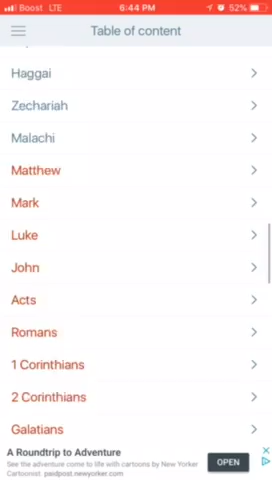 Boost LTE 6:44 PM 52%
Table of content
Haggai
Zechariah
Malachi
Matthew
Mark
Luke
John
Acts
Romans
1 Corinthians
2 Corinthians
Galatians
A Roundtrip to Adventure
See the adventure come to life with cartoons by New Yorker
Cartoonist paidpost.newyorker.com
OPEN